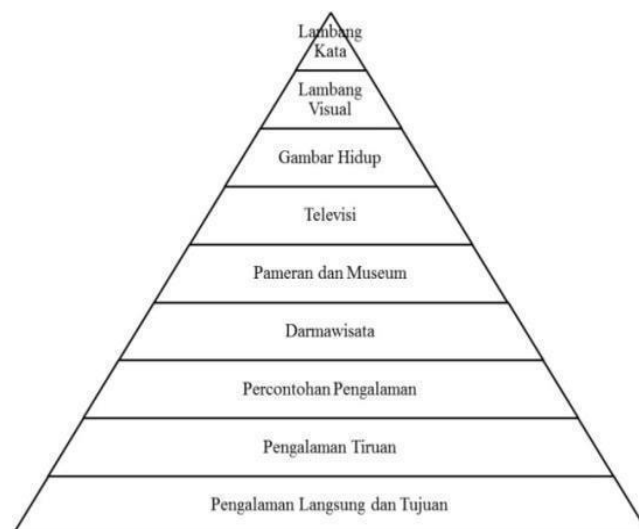 Lambang
Kata
Lambang
Visual
Gambar Hidup
Televisi
Pameran dan Museum
Darmawisata
Percontohan Pengalaman
Pengalaman Tiruan
Pengalaman Langsung dan Tujuan